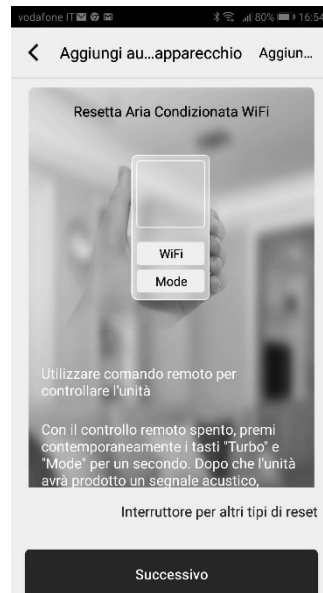 vodafone IT 80% 16:54
Aggiungi au...apparecchio Aggiun...
Resetta Aria Condizionata WiFi
WiFi
Mode
Utilizzare comando remoto per
controllare l'unità
Con il controllo remoto spento, premi
contemporaneamente i tasti "Turbo" e
"Mode" per un secondo. Dopo che l'unità
avrà prodotto un segnale acustico,
Interruttore per altri tipi di reset
Successivo